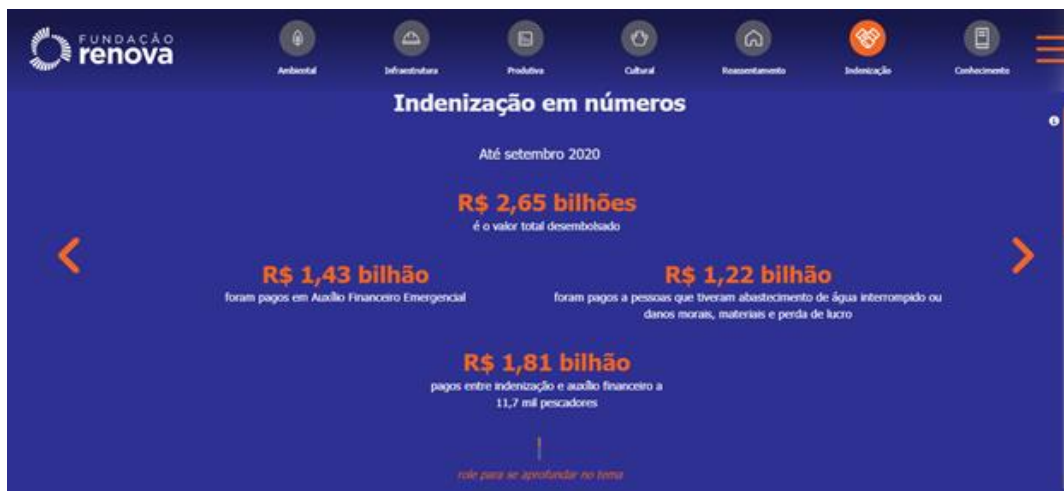 FUNDAÇÃO
renova
Ambiental
Infraestrutura
Produtiva
Cultural
Reassentamento
Indenização
Conhecimento
Indenização em números
Até setembro 2020
R$ 2,65 bilhões
é o valor total desembolsado
R$ 1,43 bilhão
foram pagos em Auxílio Financeiro Emergencial
R$ 1,22 bilhão
foram pagos a pessoas que tiveram abastecimento de água interrompido ou
danos morais, materiais e perda de lucro
R$ 1,81 bilhão
pagos entre indenização e auxílio financeiro a
11,7 mil pescadores
role para se aprofundar no tema